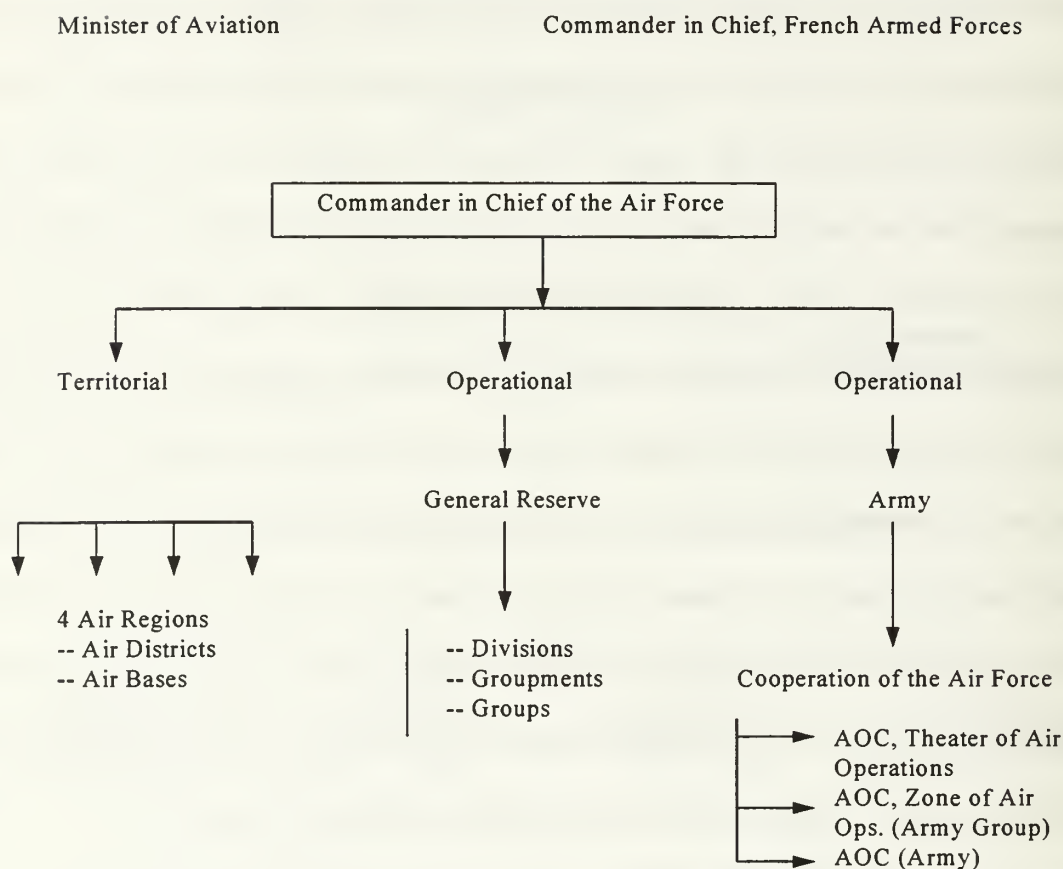 Minister of Aviation
Commander in Chief, French Armed Forces
Commander in Chief of the Air Force
Territorial
Operational
Operational
General Reserve
Army
4 Air Regions
-- Air Districts
-- Air Bases
-- Divisions
-- Groupments
-- Groups
Cooperation of the Air Force
AOC, Theater of Air
Operations
AOC, Zone of Air
Ops. (Army Group)
AOC (Army)